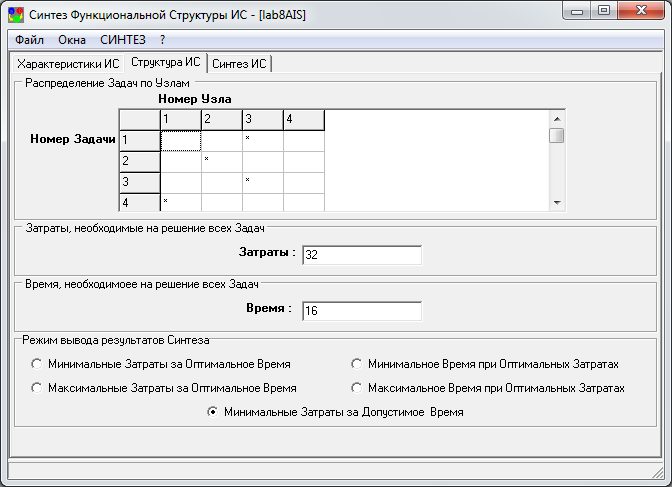 Синтез Функциональной Структуры ИС - [lab8AIS]
Файл Окна СИНТЕЗ ?
Характеристики ИС Структура ИС Синтез ИС
Распределение Задач по Узлам
Номер Узла
1 2 3 4
Номер Задачи 1 *
2 *
3 *
4 *
Затраты, необходимые на решение всех Задач
Затраты : 32
Время, необходимоее на решение всех Задач
Время : 16
Режим вывода результатов Синтеза
Минимальные Затраты за Оптимальное Время Минимальное Время при Оптимальных Затратах
Максимальные Затраты за Оптимальное Время Максимальное Время при Оптимальных Затратах
Минимальные Затраты за Допустимое Время